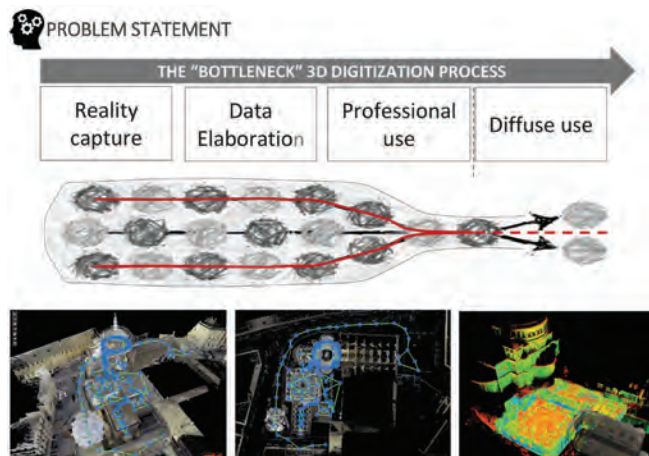 PROBLEM STATEMENT
THE “BOTTLENECK” 3D DIGITIZATION PROCESS
Reality
capture
Data
Elaboration
Professional
use
Diffuse use